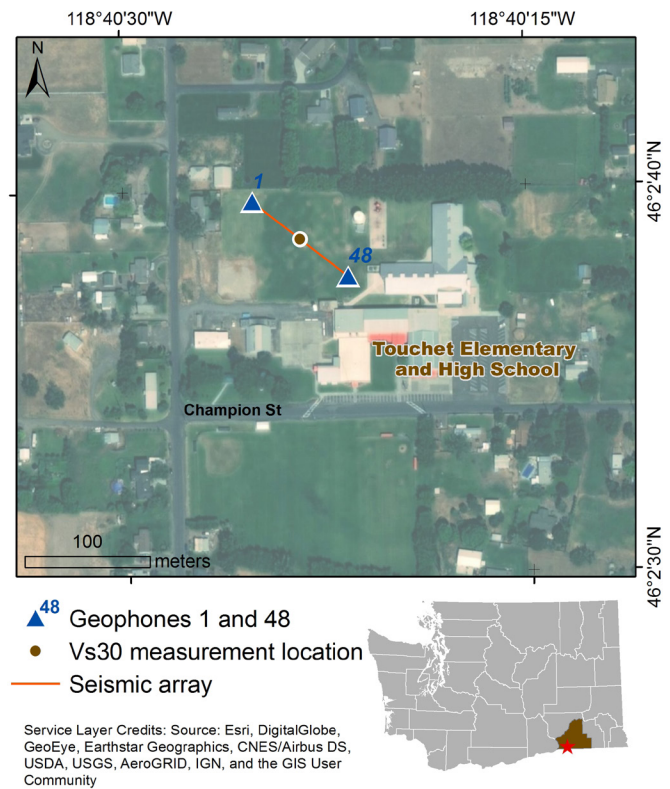 118°40'30"W
118°40'15"W
N
46°2'40"N
1
48
Touchet Elementary
and High School
Champion St
100
meters
46°2'30"N
48
Geophones 1 and 48
Vs30 measurement location
Seismic array
Service Layer Credits: Source: Esri, DigitalGlobe,
GeoEye, Earthstar Geographics, CNES/Airbus DS,
USDA, USGS, AeroGRID, IGN, and the GIS User
Community